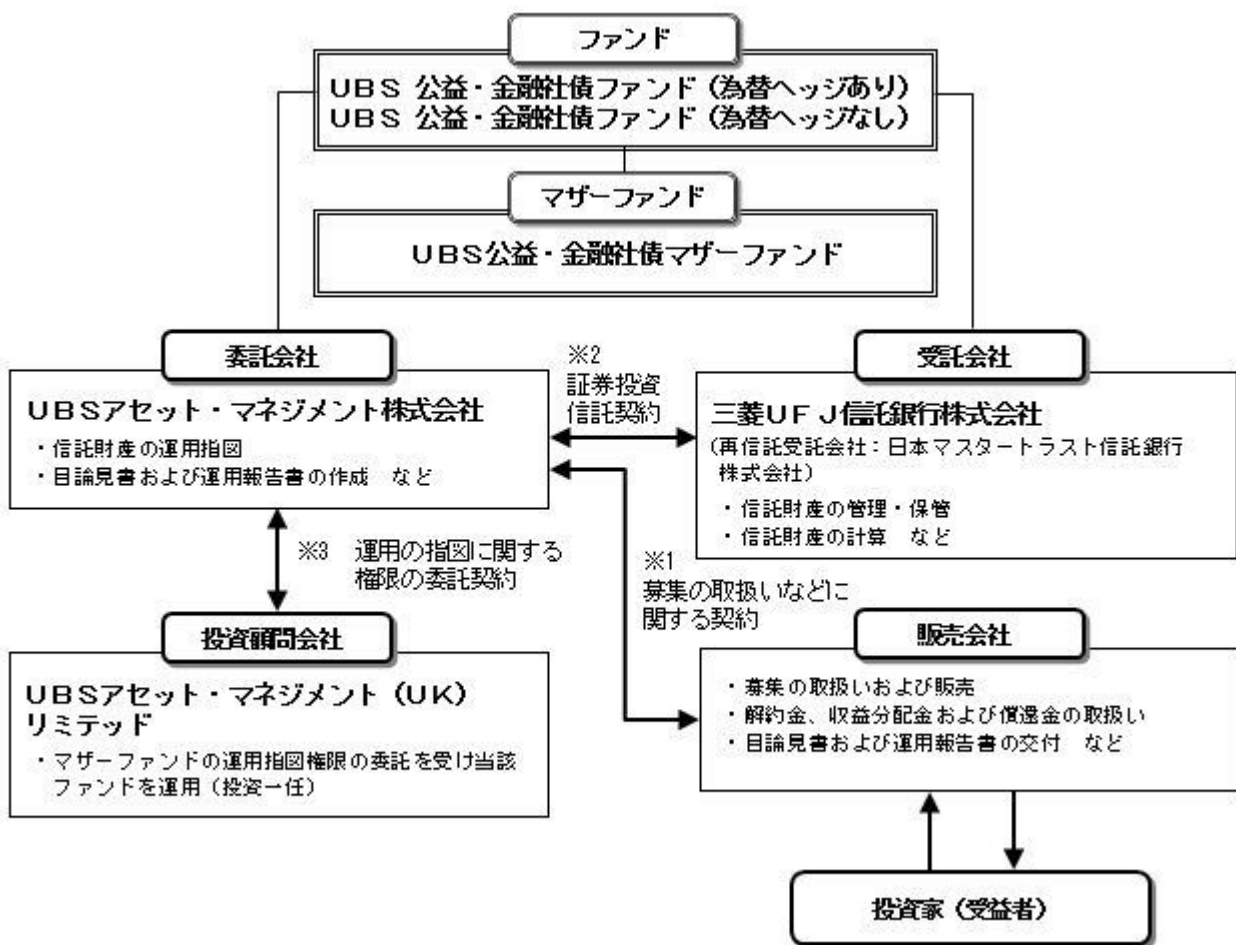 ファンド
UBS 公益・金融社債ファンド（為替ヘッジあり）
UBS 公益・金融社債ファンド（為替ヘッジなし）
マザーファンド
UBS公益・金融社債マザーファンド
委託会社
UBSアセット・マネジメント株式会社
・信託財産の運用指図
・目論見書および運用報告書の作成　など
※2
証券投資
信託契約
受託会社
三菱UFJ信託銀行株式会社
（再信託受託会社：日本マスタートラスト信託銀行
株式会社）
・信託財産の管理・保管
・信託財産の計算　など
※3　運用の指図に関する
権限の委託契約
※1
募集の取扱いなどに
関する契約
投資顧問会社
UBSアセット・マネジメント（UK）
リミテッド
・マザーファンドの運用指図権限の委託を受け当該
ファンドを運用（投資一任）
販売会社
・募集の取扱いおよび販売
・解約金、収益分配金および償還金の取扱い
・目論見書および運用報告書の交付　など
投資家（受益者）